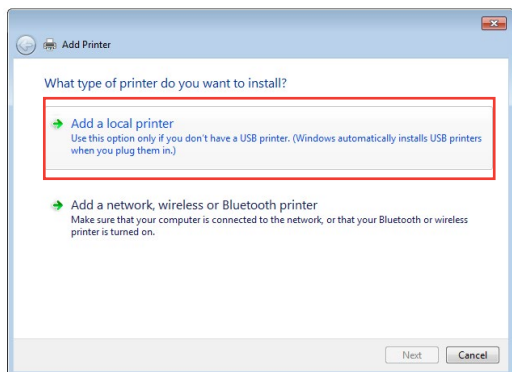 Add Printer
What type of printer do you want to install?
Add a local printer
Use this option only if you don't have a USB printer. (Windows automatically installs USB printers
when you plug them in.)
Add a network, wireless or Bluetooth printer
Make sure that your computer is connected to the network, or that your Bluetooth or wireless
printer is turned on.
Next Cancel